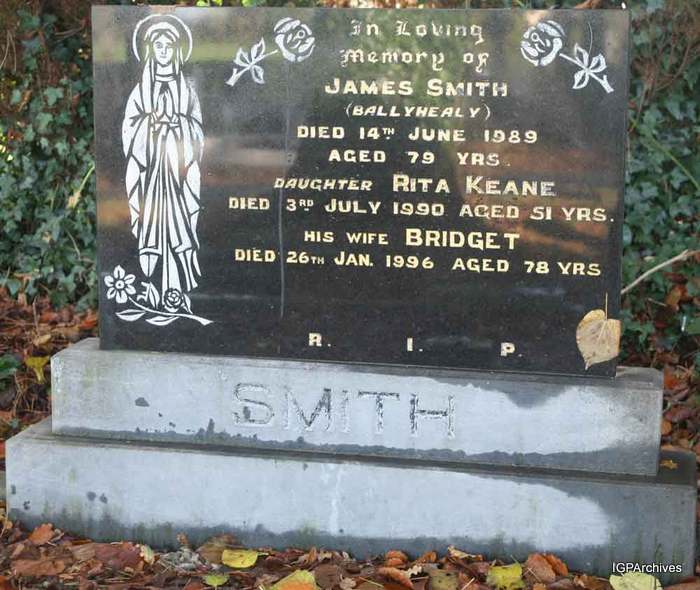 In Loving
Memory of
JAMES SMITH
(BALLYHEALY)
DIED 14TH JUNE 1989
AGED 79 YRS.
DAUGHTER RITA KEANE
DIED 3RD JULY 1990 AGED 51 YRS.
HIS WIFE BRIDGET
DIED 26TH JAN. 1996 AGED 78 YRS
R. I. P.
SMITH
IGPArchives